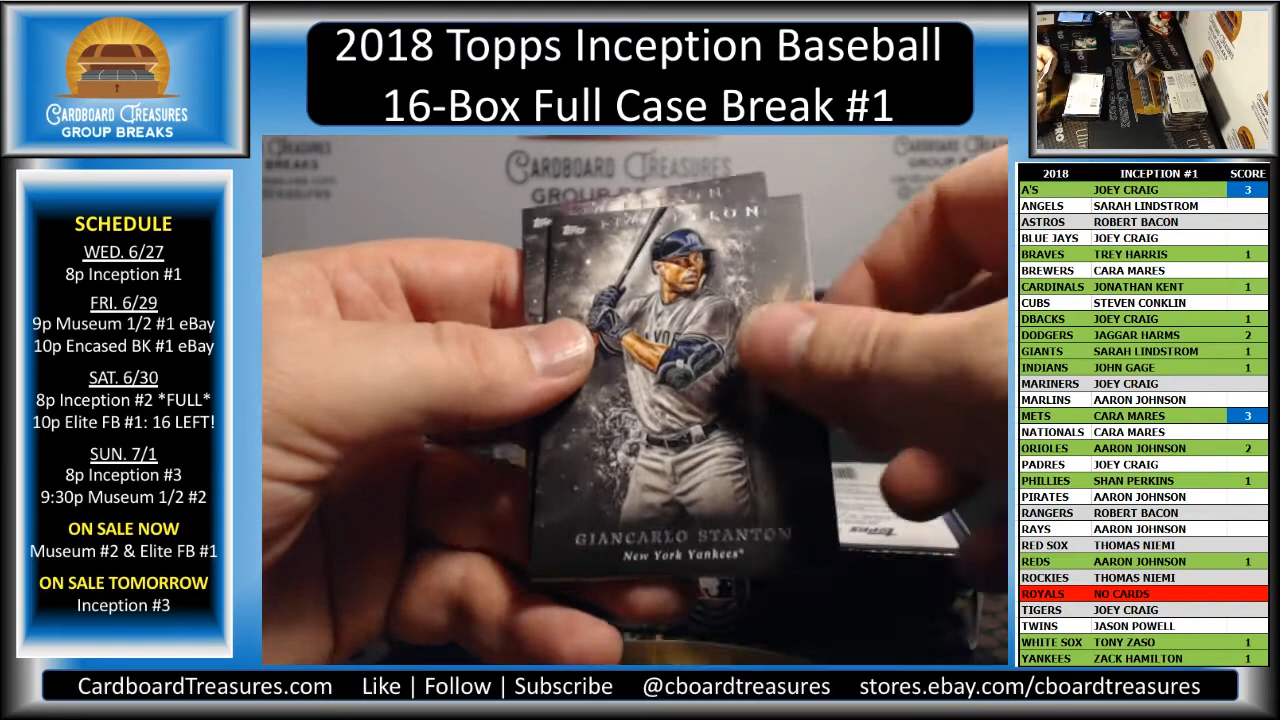 CARDBOARD TREASURES
GROUP BREAKS
2018 Topps Inception Baseball
16-Box Full Case Break #1
SCHEDULE
WED. 6/27
8p Inception #1
FRI. 6/29
9p Museum 1/2 #1 eBay
10p Encased BK #1 eBay
SAT. 6/30
8p Inception #2 *FULL*
10p Elite FB #1: 16 LEFT!
SUN. 7/1
8p Inception #3
9:30p Museum 1/2 #2
ON SALE NOW
Museum #2 & Elite FB #1
ON SALE TOMORROW
Inception #3
CARDBOARD TREASURES
GIANCARLO STANTON
New York Yankees
2018 INCEPTION #1 SCORE
A'S JOEY CRAIG 3
ANGELS SARAH LINDSTROM
ASTROS ROBERT BACON
BLUE JAYS JOEY CRAIG
BRAVES TREY HARRIS 1
BREWERS CARA MARES
CARDINALS JONATHAN KENT 1
CUBS STEVEN CONKLIN
DBACKS JOEY CRAIG 1
DODGERS JAGGAR HARMS 2
GIANTS SARAH LINDSTROM 1
INDIANS JOHN GAGE 1
MARINERS JOEY CRAIG
MARLINS AARON JOHNSON
METS CARA MARES 3
NATIONALS CARA MARES
ORIOLES AARON JOHNSON 2
PADRES JOEY CRAIG
PHILLIES SHAN PERKINS 1
PIRATES AARON JOHNSON
RANGERS ROBERT BACON
RAYS AARON JOHNSON
RED SOX THOMAS NIEMI
REDS AARON JOHNSON 1
ROCKIES THOMAS NIEMI
ROYALS NO CARDS
TIGERS JOEY CRAIG
TWINS JASON POWELL
WHITE SOX TONY ZASO 1
YANKEES ZACK HAMILTON 1
CardboardTreasures.com Like | Follow | Subscribe @cboardtreasures stores.ebay.com/cboardtreasures